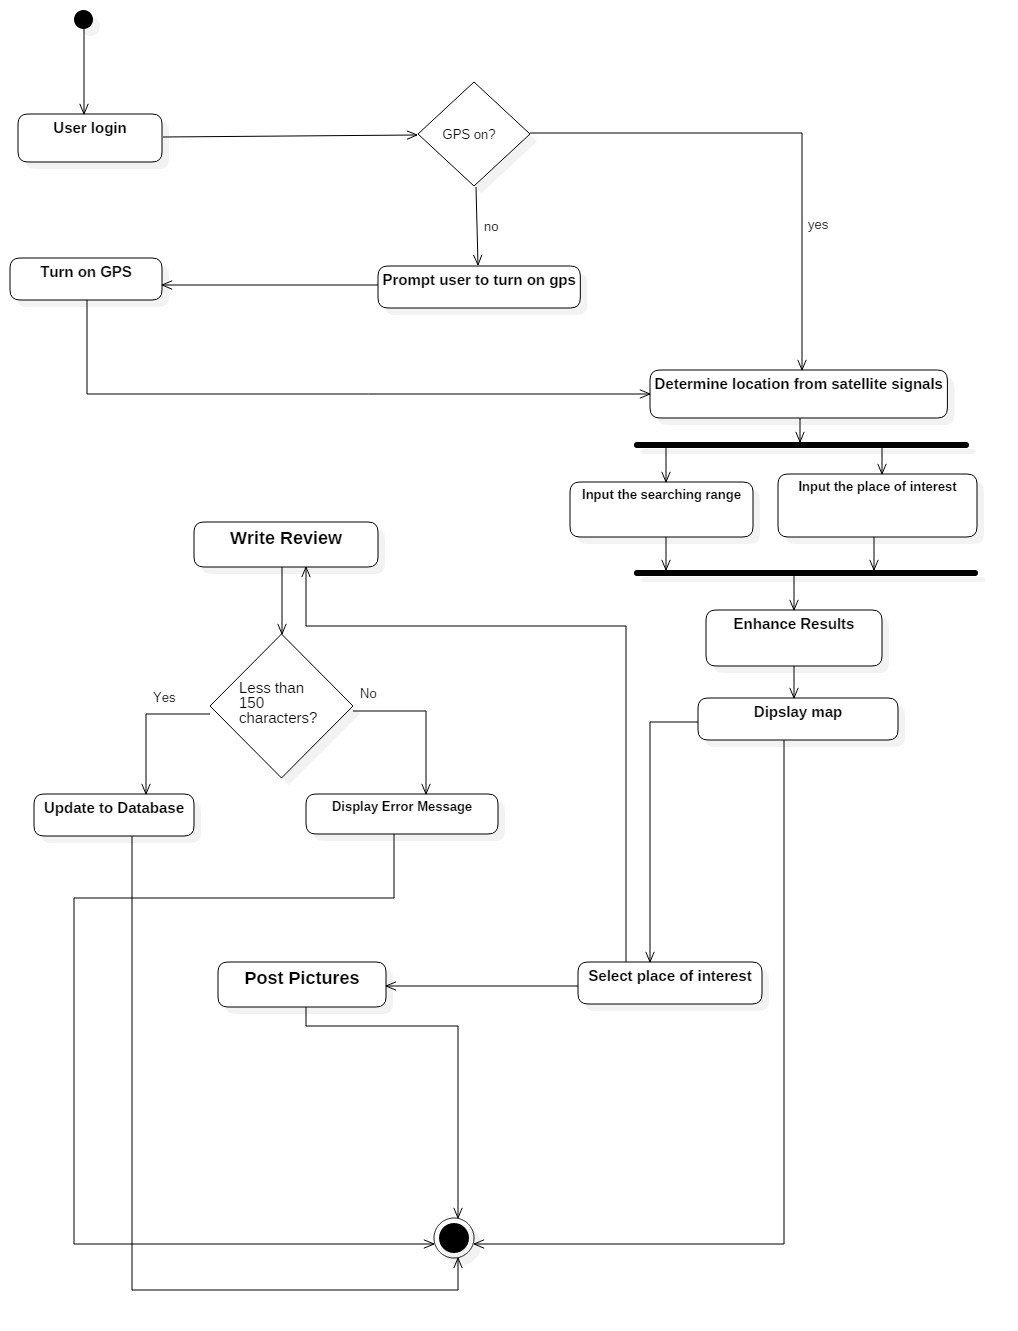 User login
GPS on?
no
yes
Turn on GPS
Prompt user to turn on gps
Determine location from satellite signals
Input the searching range
Input the place of interest
Write Review
Enhance Results
Less than
150
characters?
Yes
No
Dipslay map
Update to Database
Display Error Message
Post Pictures
Select place of interest